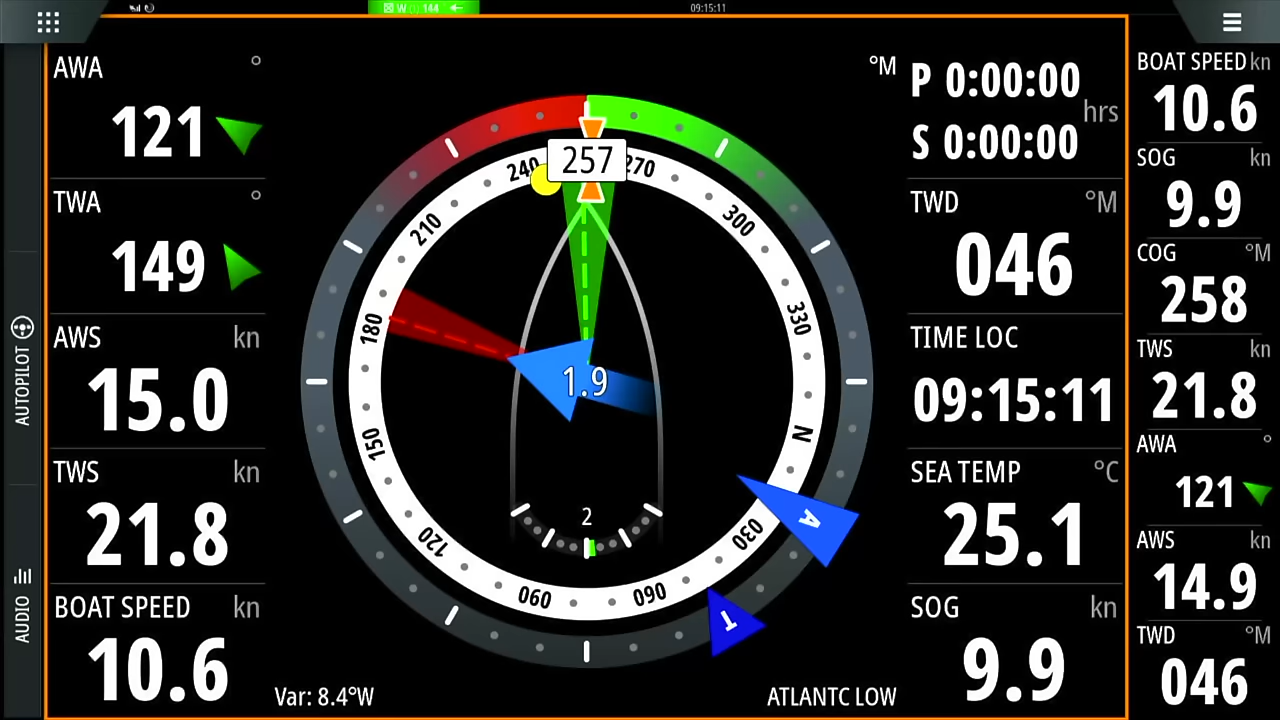 W 144
09:15:11
AWA °
121
TWA °
149
AWS kn
15.0
TWS kn
21.8
BOAT SPEED kn
10.6
°M
257
240
270
210
300
180
330
150
N
120
030
060
060
1.9
2
A
T
Var: 8.4°W
ATLANTC LOW
P 0:00:00
S 0:00:00
hrs
TWD °M
046
TIME LOC
09:15:11
SEA TEMP °C
25.1
SOG kn
9.9
BOAT SPEED kn
10.6
SOG kn
9.9
COG °M
258
TWS kn
21.8
AWA °
121
AWS kn
14.9
TWD °M
046
AUTOPILOT
AUDIO